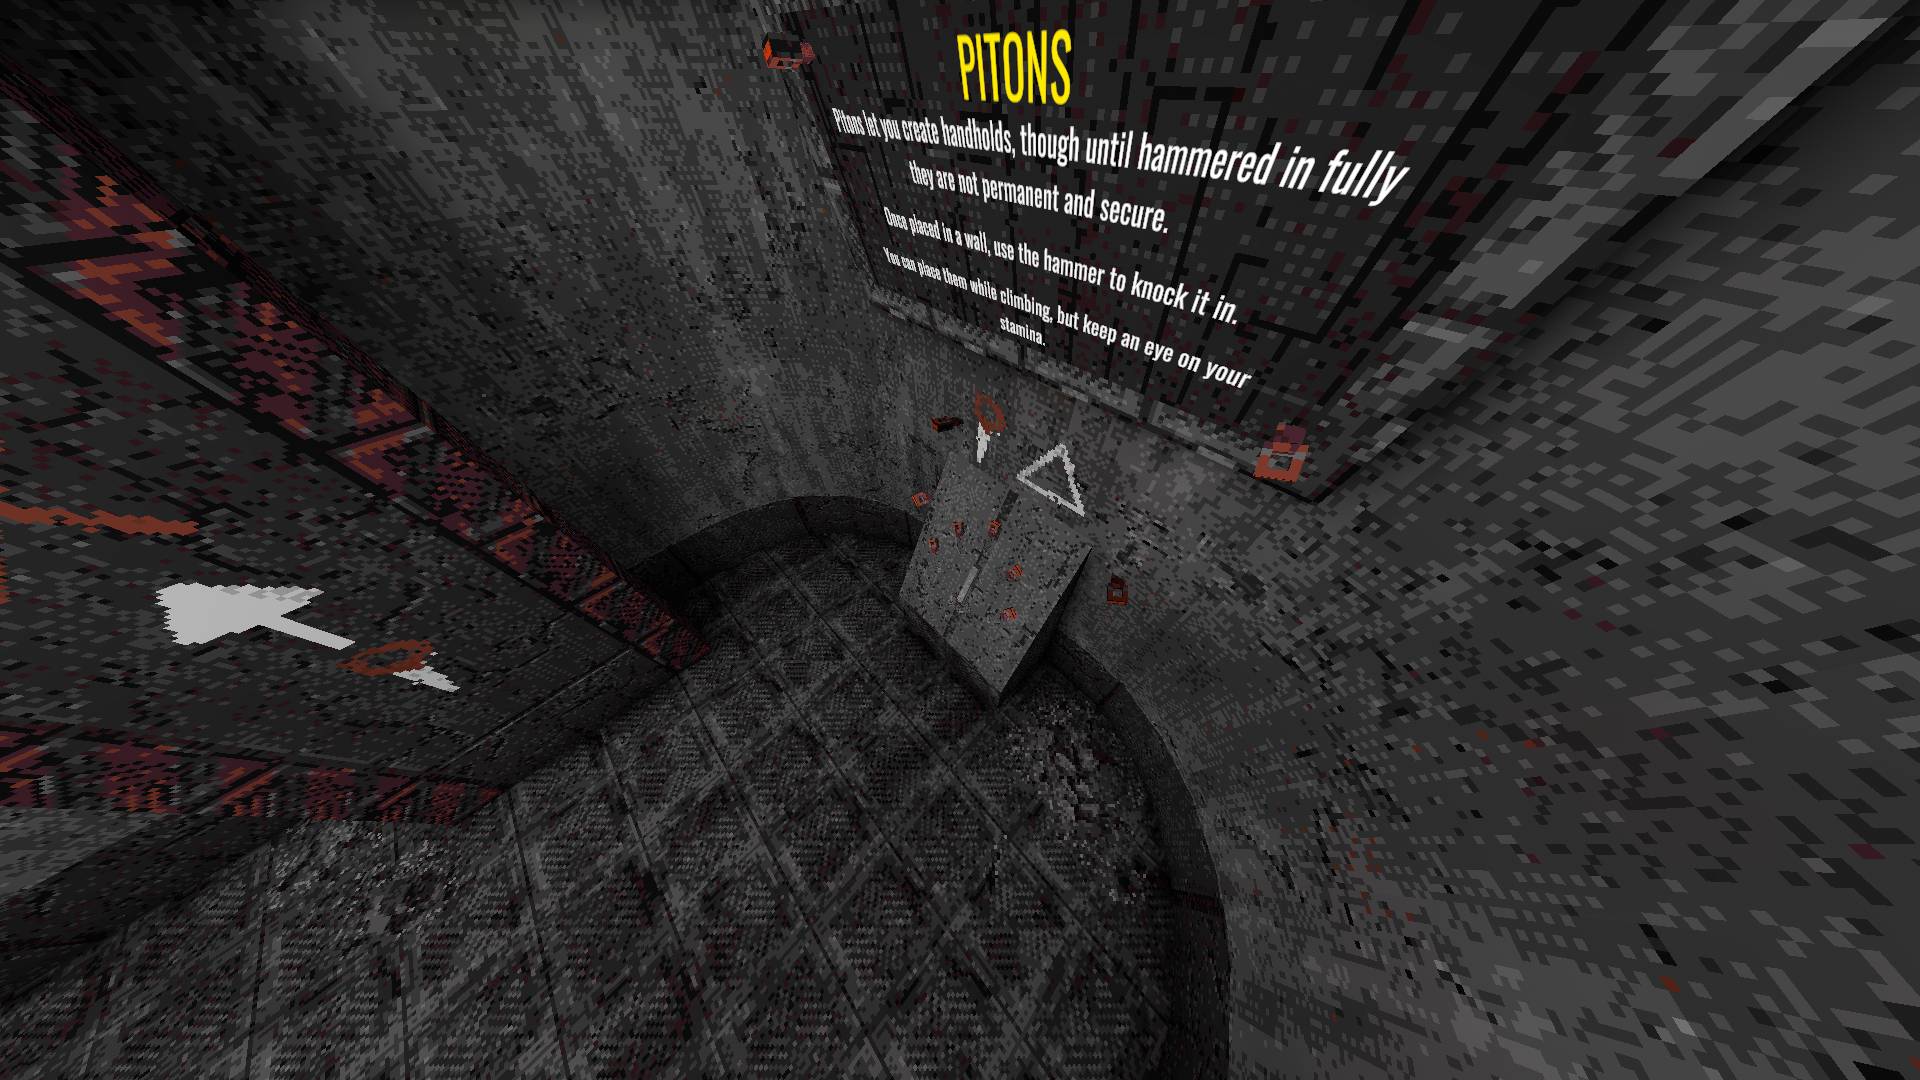 PITONS
Pitons let you create handholds, though until hammered in fully
they are not permanent and secure.
Once placed in a wall, use the hammer to knock it in.
You can place them while climbing, but keep an eye on your
stamina.